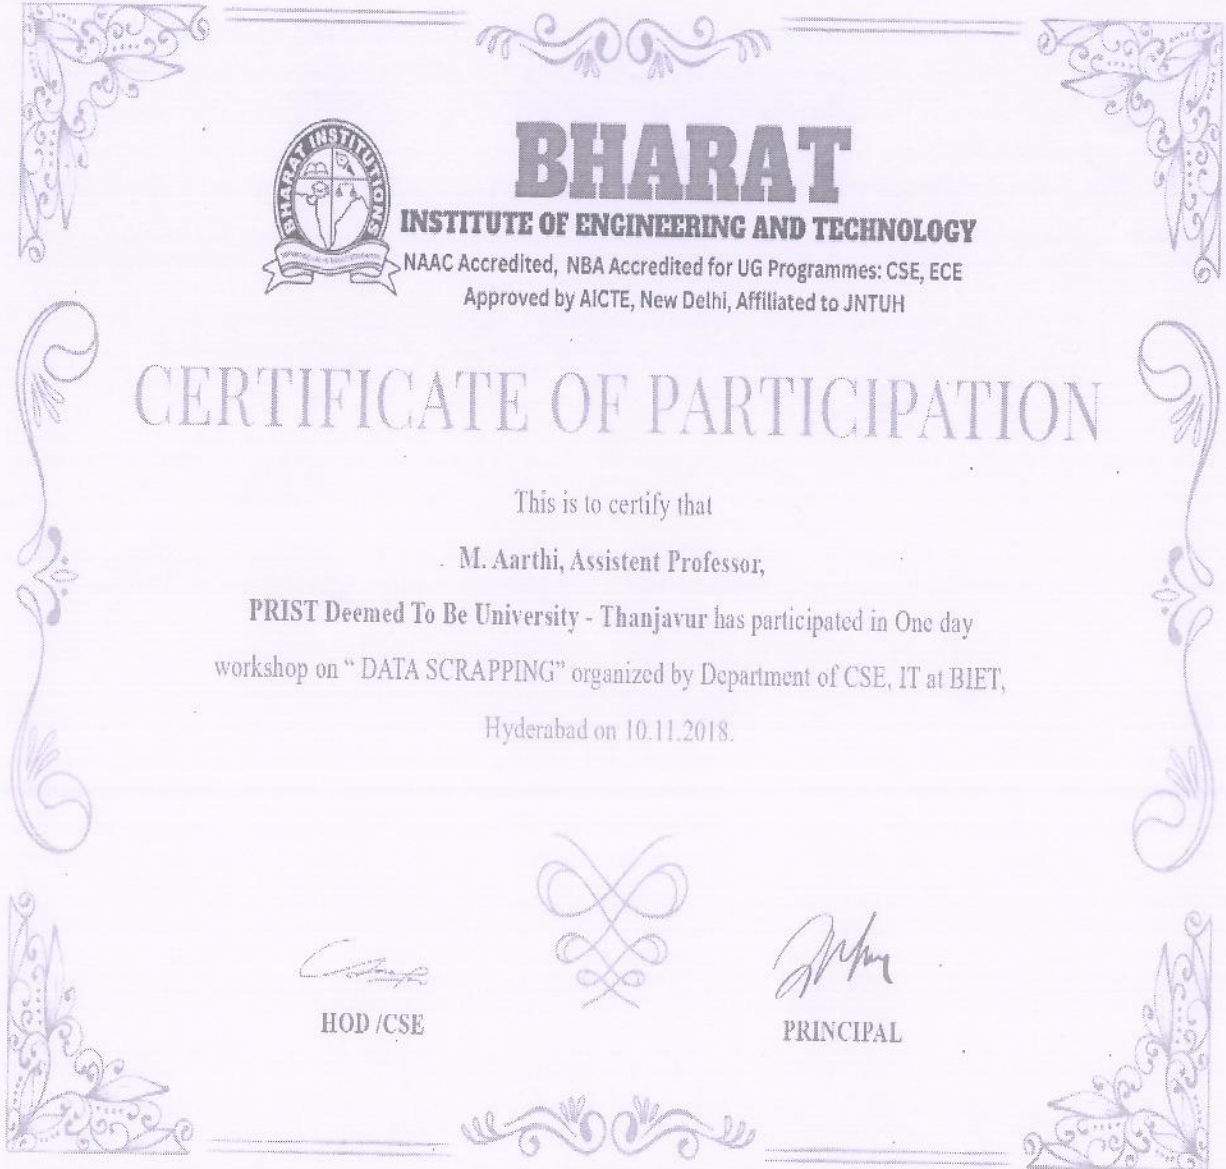 BHARAT INSTITUTIONS
BHARAT
INSTITUTE OF ENGINEERING AND TECHNOLOGY
NAAC Accredited, NBA Accredited for UG Programmes: CSE, ECE
Approved by AICTE, New Delhi, Affiliated to JNTUH
CERTIFICATE OF PARTICIPATION
This is to certify that
M. Aarthi, Assistent Professor,
PRIST Deemed To Be University - Thanjavur has participated in One day
workshop on “ DATA SCRAPPING” organized by Department of CSE, IT at BIET,
Hyderabad on 10.11.2018.
HOD /CSE
PRINCIPAL